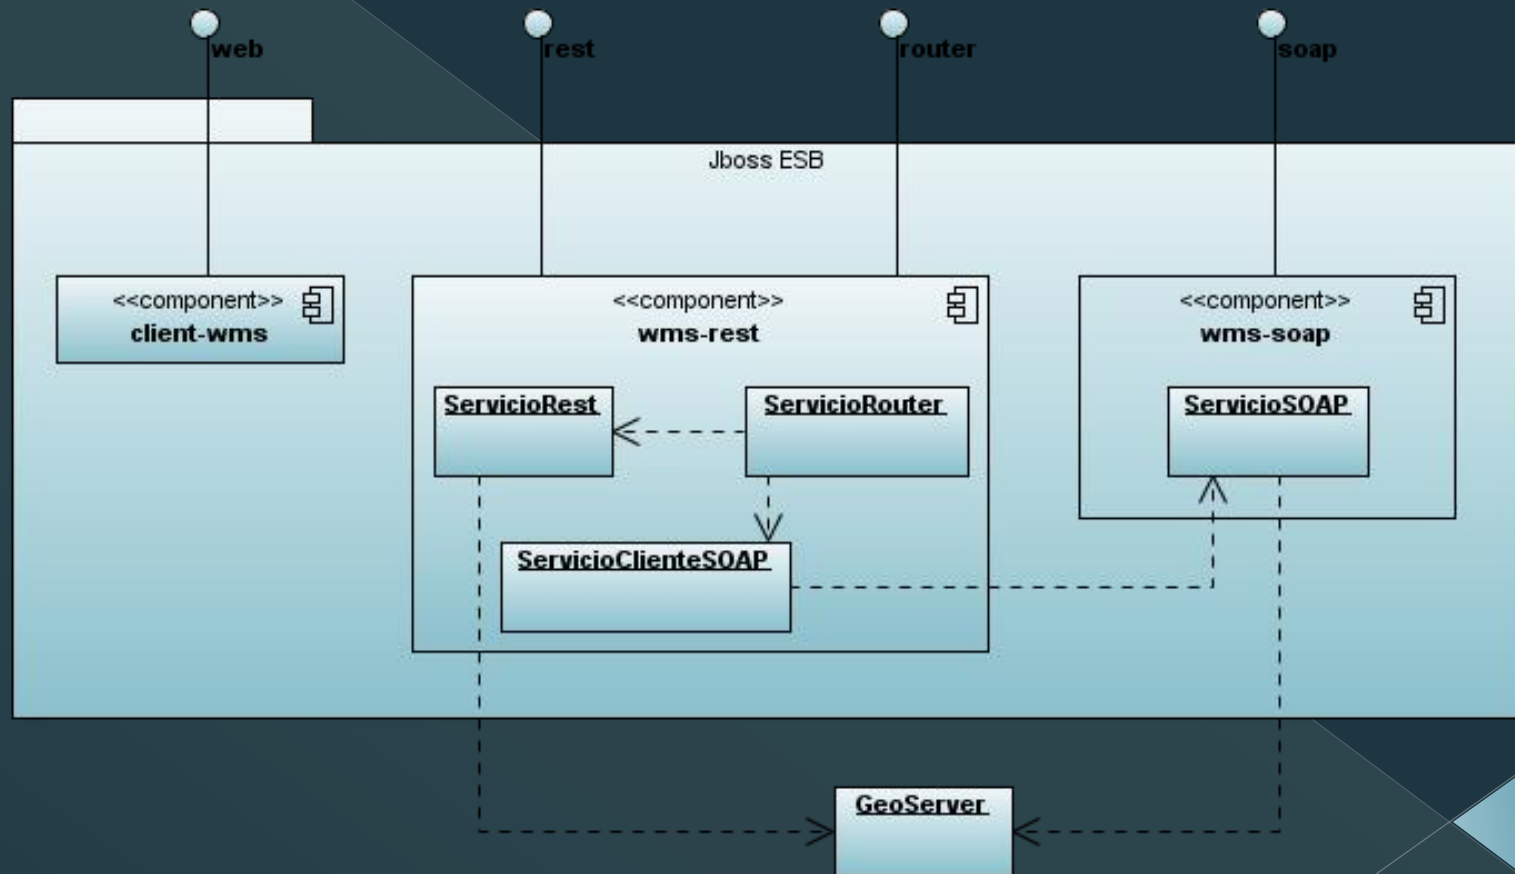 web
rest
router
soap
Jboss ESB
<<component>>
client-wms
<<component>>
wms-rest
<<component>>
wms-soap
ServicioRest
ServicioRouter
ServicioSOAP
ServicioClienteSOAP
GeoServer